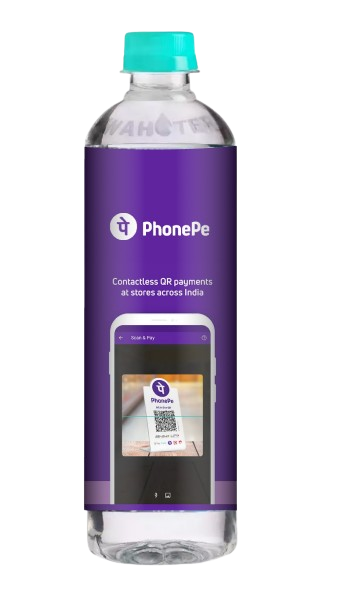 पे PhonePe
Contactless QR payments
at stores across India
Scan & Pay
पे
PhonePe